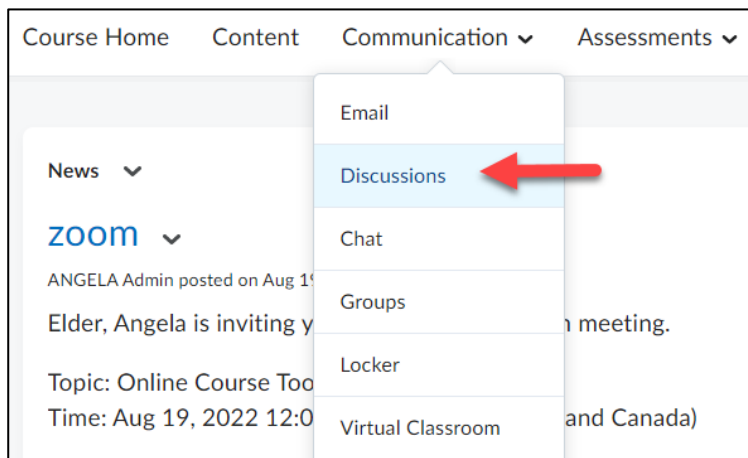 Course Home Content Communication Assessments
Email
Discussions
Chat
Groups
Locker
Virtual Classroom
News
zoom
ANGELA Admin posted on Aug 19
Elder, Angela is inviting y meeting.
Topic: Online Course Too
Time: Aug 19, 2022 12:0 and Canada)